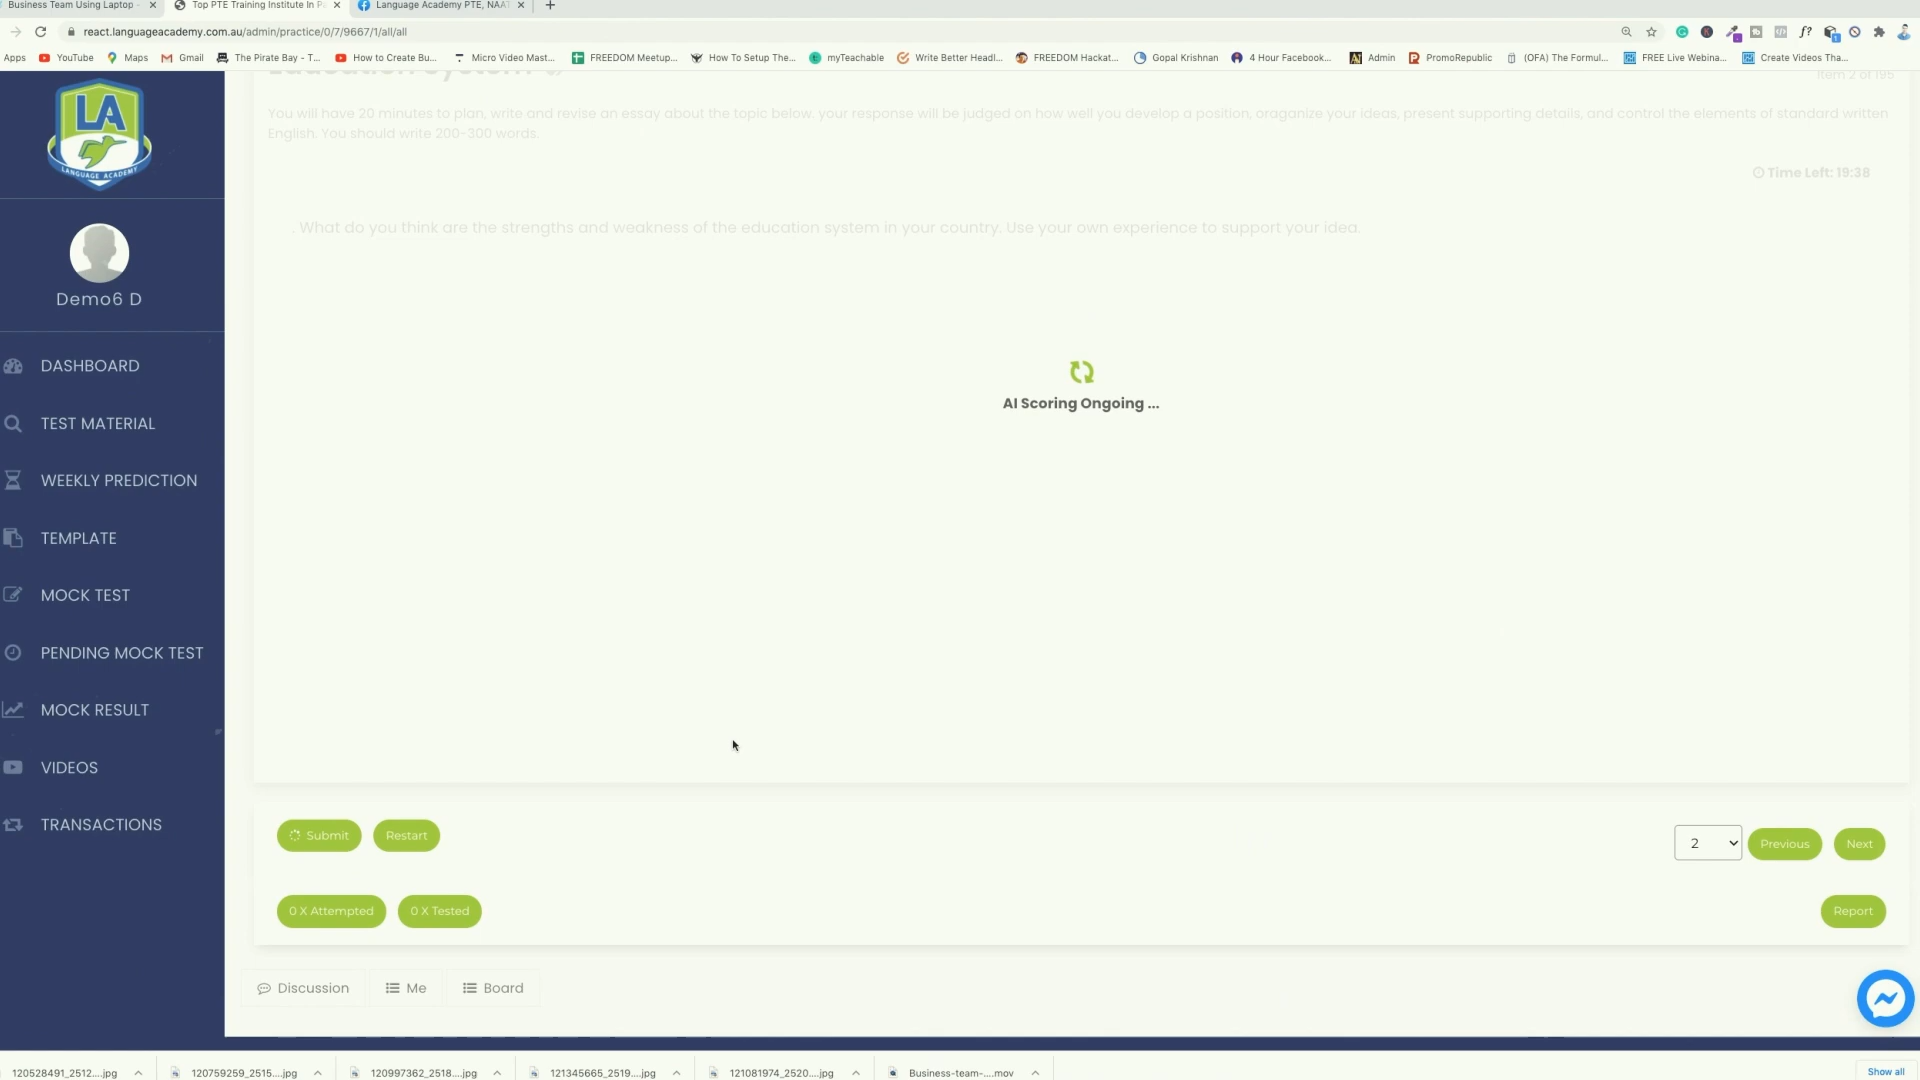 Business Team Using Laptop -
Top PTE Training Institute In P
Language Academy PTE, NAAT
react.languageacademy.com.au/admin/practice/0/7/9667/1/all/all
Apps
YouTube
Maps
Gmail
The Pirate Bay - T...
How to Create Bu...
Micro Video Mast...
FREEDOM Meetup...
How To Setup The...
myTeachable
Write Better Headl...
FREEDOM Hackat...
Gopal Krishnan
4 Hour Facebook...
Admin
PromoRepublic
(OFA) The Formul...
FREE Live Webina...
Create Videos Tha...
LA
LANGUAGE ACADEMY
Demo6 D
DASHBOARD
TEST MATERIAL
WEEKLY PREDICTION
TEMPLATE
MOCK TEST
PENDING MOCK TEST
MOCK RESULT
VIDEOS
TRANSACTIONS
Education System
Item 2 of 195
You will have 20 minutes to plan, write and revise an essay about the topic below. your response will be judged on how well you develop a position, oraganize your ideas, present supporting details, and control the elements of standard written
English. You should write 200-300 words.
Time Left: 19:38
. What do you think are the strengths and weakness of the education system in your country. Use your own experience to support your idea.
AI Scoring Ongoing ...
Submit
Restart
2
Previous
Next
0 X Attempted
0 X Tested
Report
Discussion
Me
Board
120528491_2512....jpg
120759259_2515....jpg
120997362_2518....jpg
121345665_2519....jpg
121081974_2520....jpg
Business-team-....mov
Show all